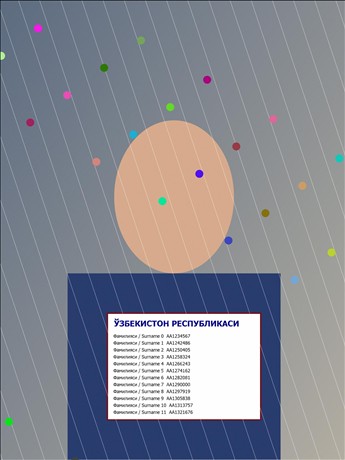 ЎЗБЕКИСТОН РЕСПУБЛИКАСИ
Фамилияси / Surname 0 AA1234567
Фамилияси / Surname 1 AA1242486
Фамилияси / Surname 2 AA1250405
Фамилияси / Surname 3 AA1258324
Фамилияси / Surname 4 AA1266243
Фамилияси / Surname 5 AA1274162
Фамилияси / Surname 6 AA1282081
Фамилияси / Surname 7 AA1290000
Фамилияси / Surname 8 AA1297919
Фамилияси / Surname 9 AA1305838
Фамилияси / Surname 10 AA1313757
Фамилияси / Surname 11 AA1321676